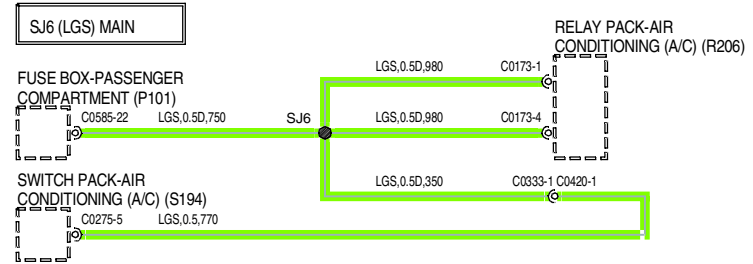 SJ6 (LGS) MAIN
RELAY PACK-AIR
CONDITIONING (A/C) (R206)
LGS,0.5D,980 C0173-1
FUSE BOX-PASSENGER
COMPARTMENT (P101)
C0585-22 LGS,0.5D,750 SJ6 LGS,0.5D,980 C0173-4
SWITCH PACK-AIR
CONDITIONING (A/C) (S194)
LGS,0.5D,350 C0333-1 C0420-1
C0275-5 LGS,0.5,770